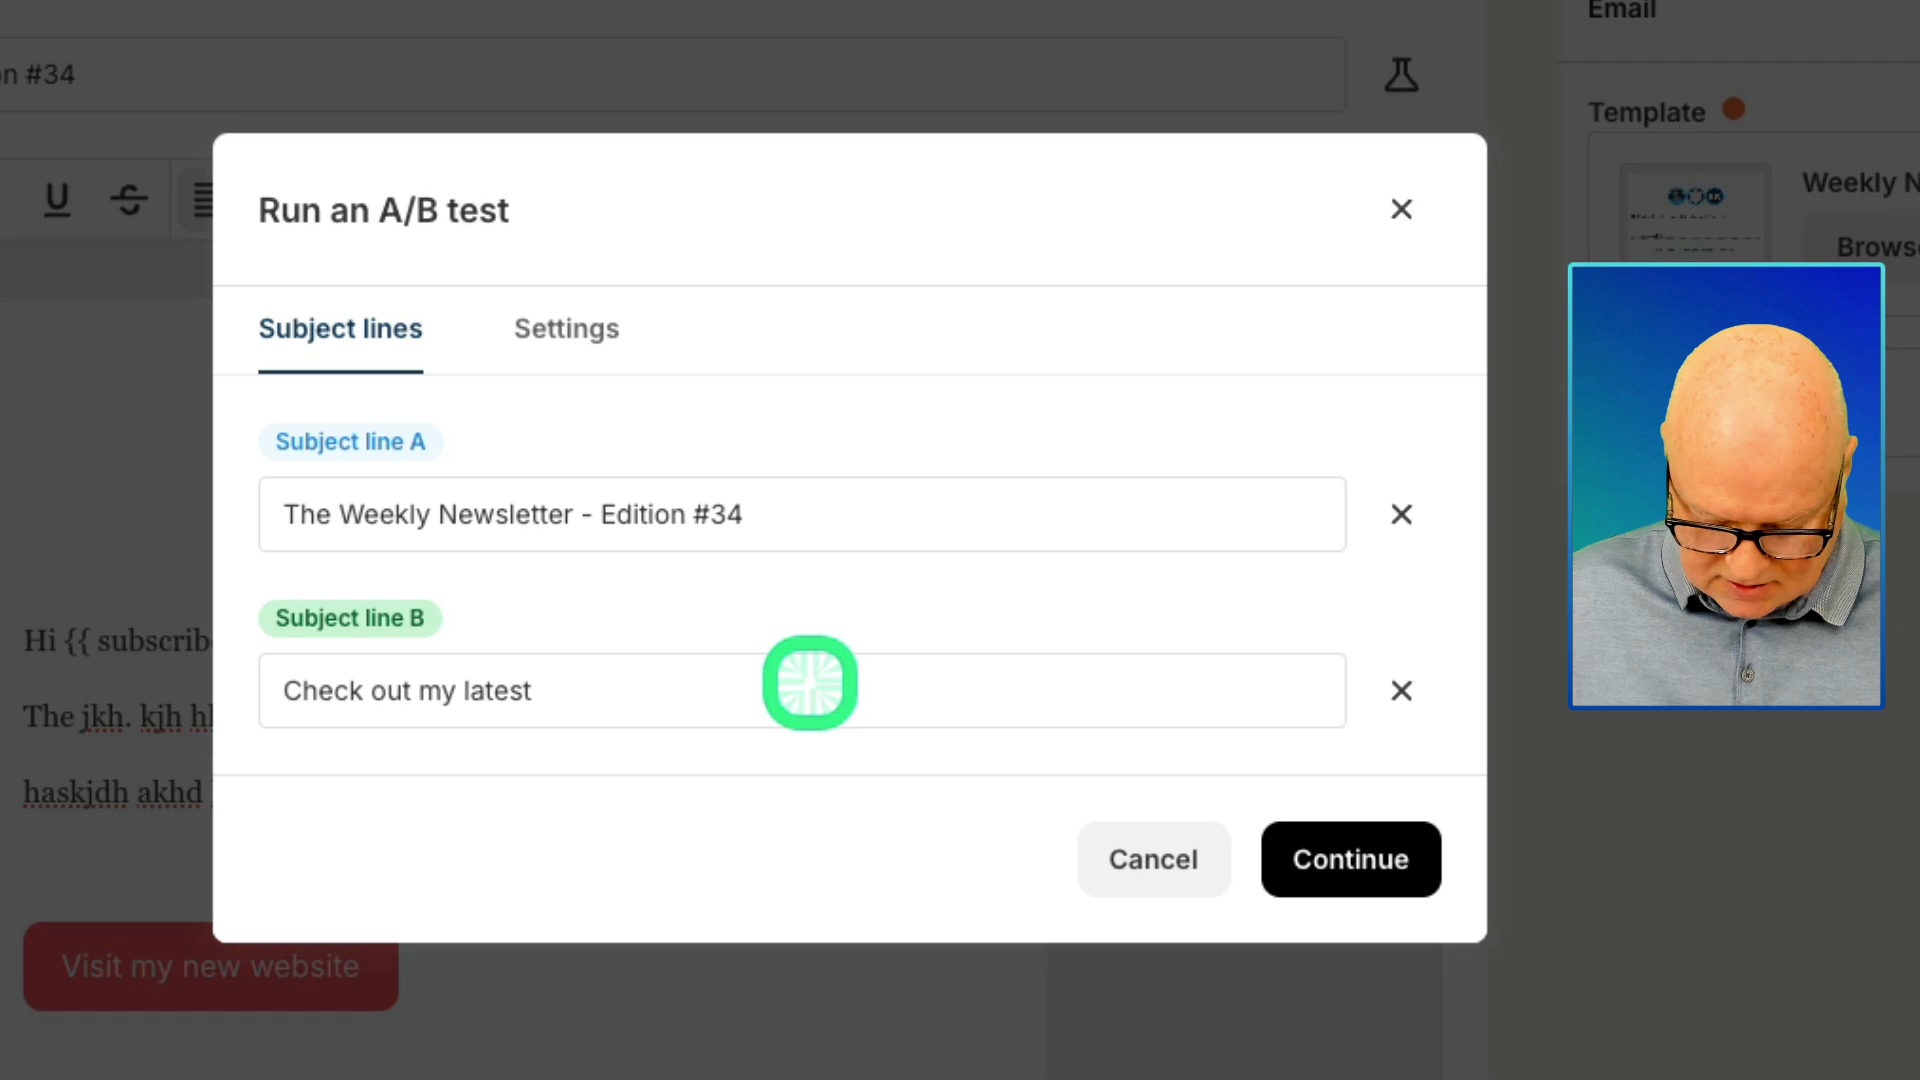 Email
n #34
Template
Weekly N
Brows
Run an A/B test
Subject lines
Settings
Subject line A
The Weekly Newsletter - Edition #34
Subject line B
Check out my latest
Hi {{ subscrib
The jkh. kjh hl
haskjdh akhd
Cancel
Continue
Visit my new website